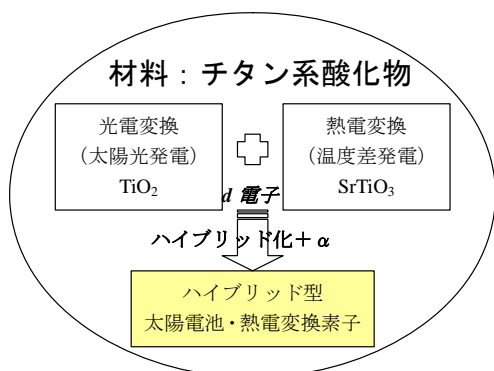 材料：チタン系酸化物
光電変換
（太陽光発電）
TiO₂
熱電変換
（温度差発電）
SrTiO₃
d 電子
ハイブリッド化＋α
ハイブリッド型
太陽電池・熱電変換素子